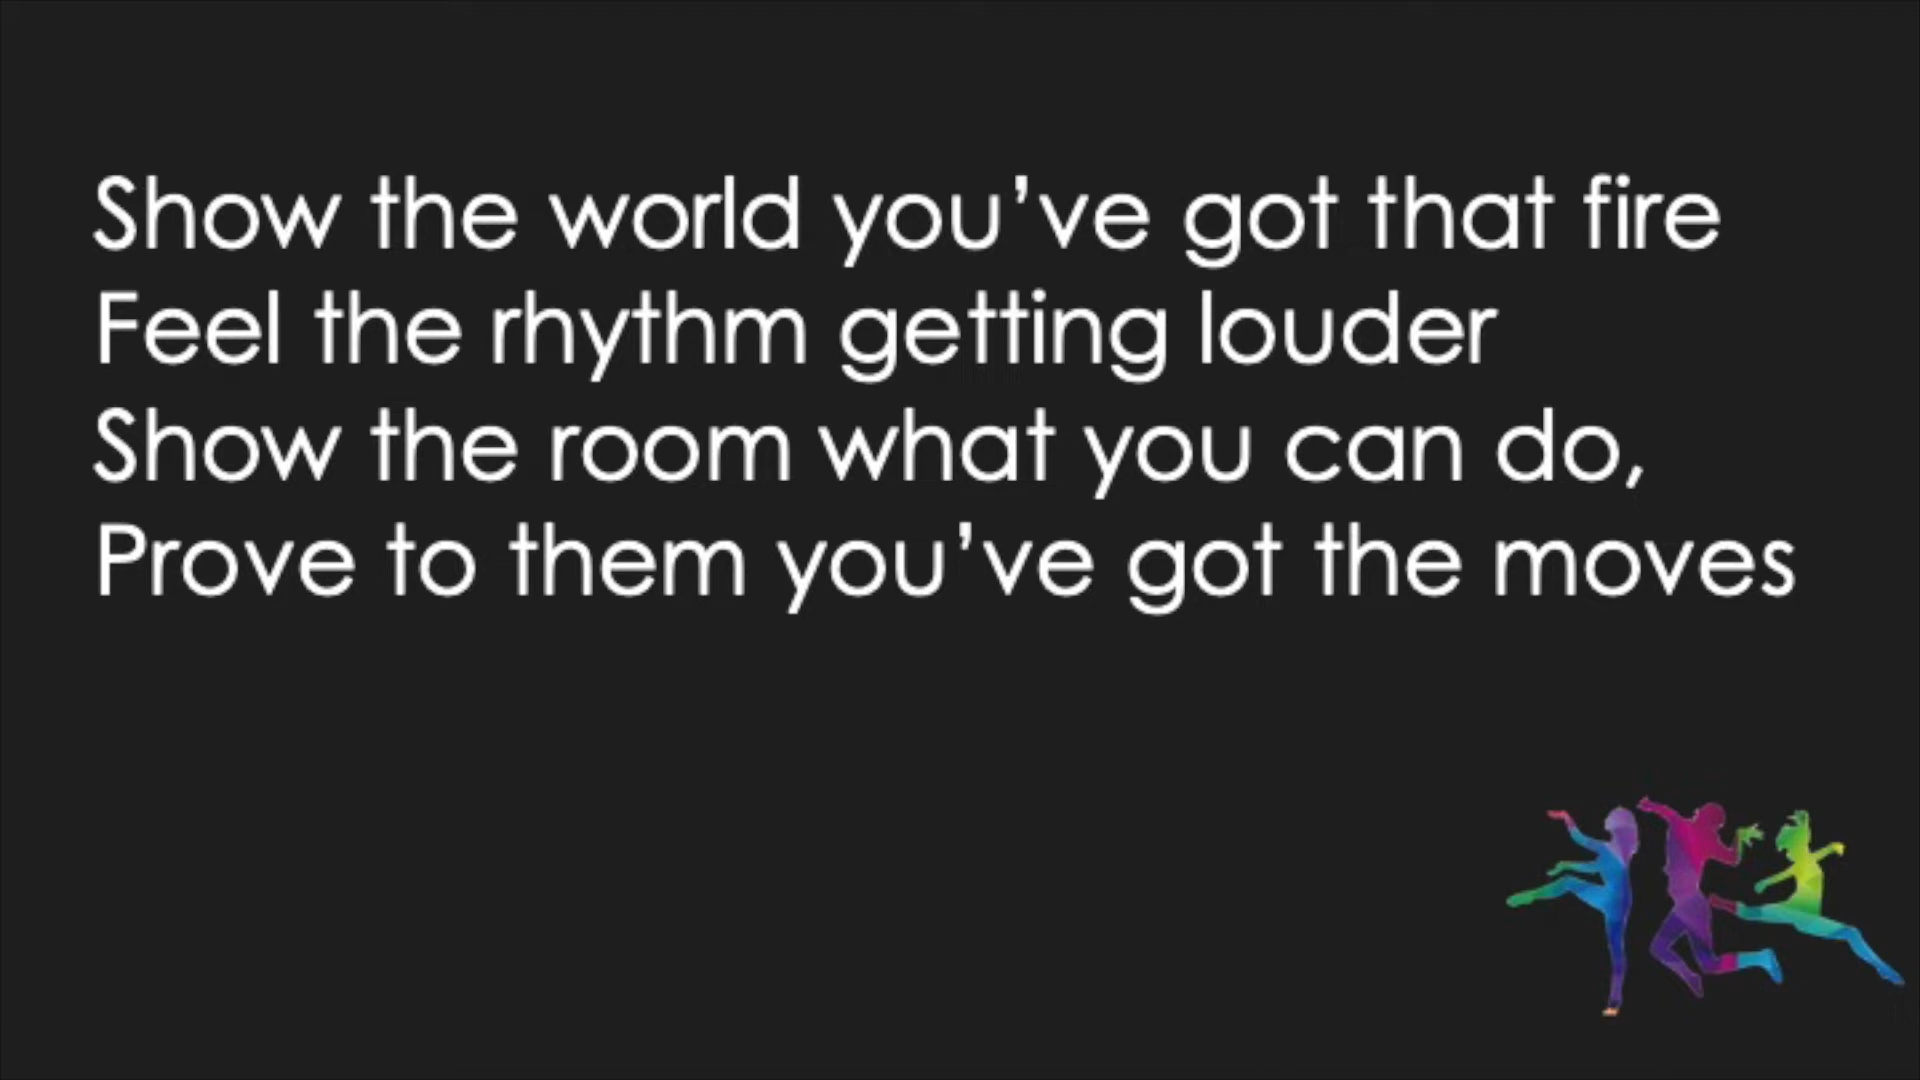 Show the world you’ve got that fire
Feel the rhythm getting louder
Show the room what you can do,
Prove to them you’ve got the moves